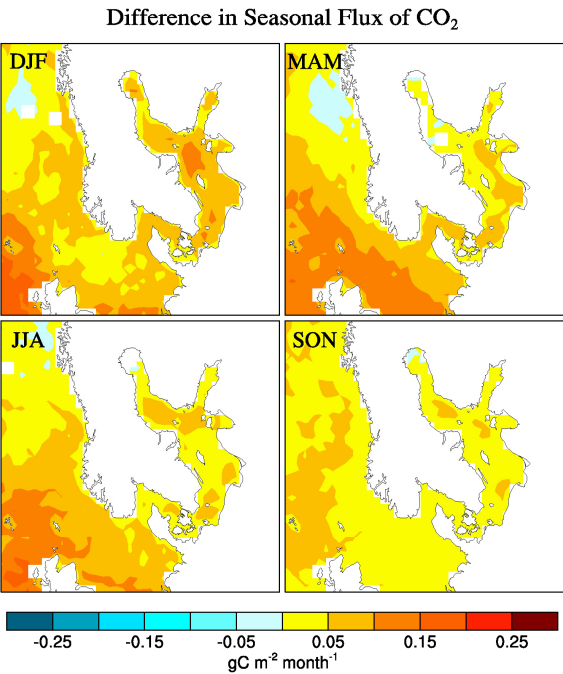 Difference in Seasonal Flux of CO₂
DJF
MAM
JJA
SON
-0.25 -0.15 -0.05 0.05 0.15 0.25
gC m⁻² month⁻¹